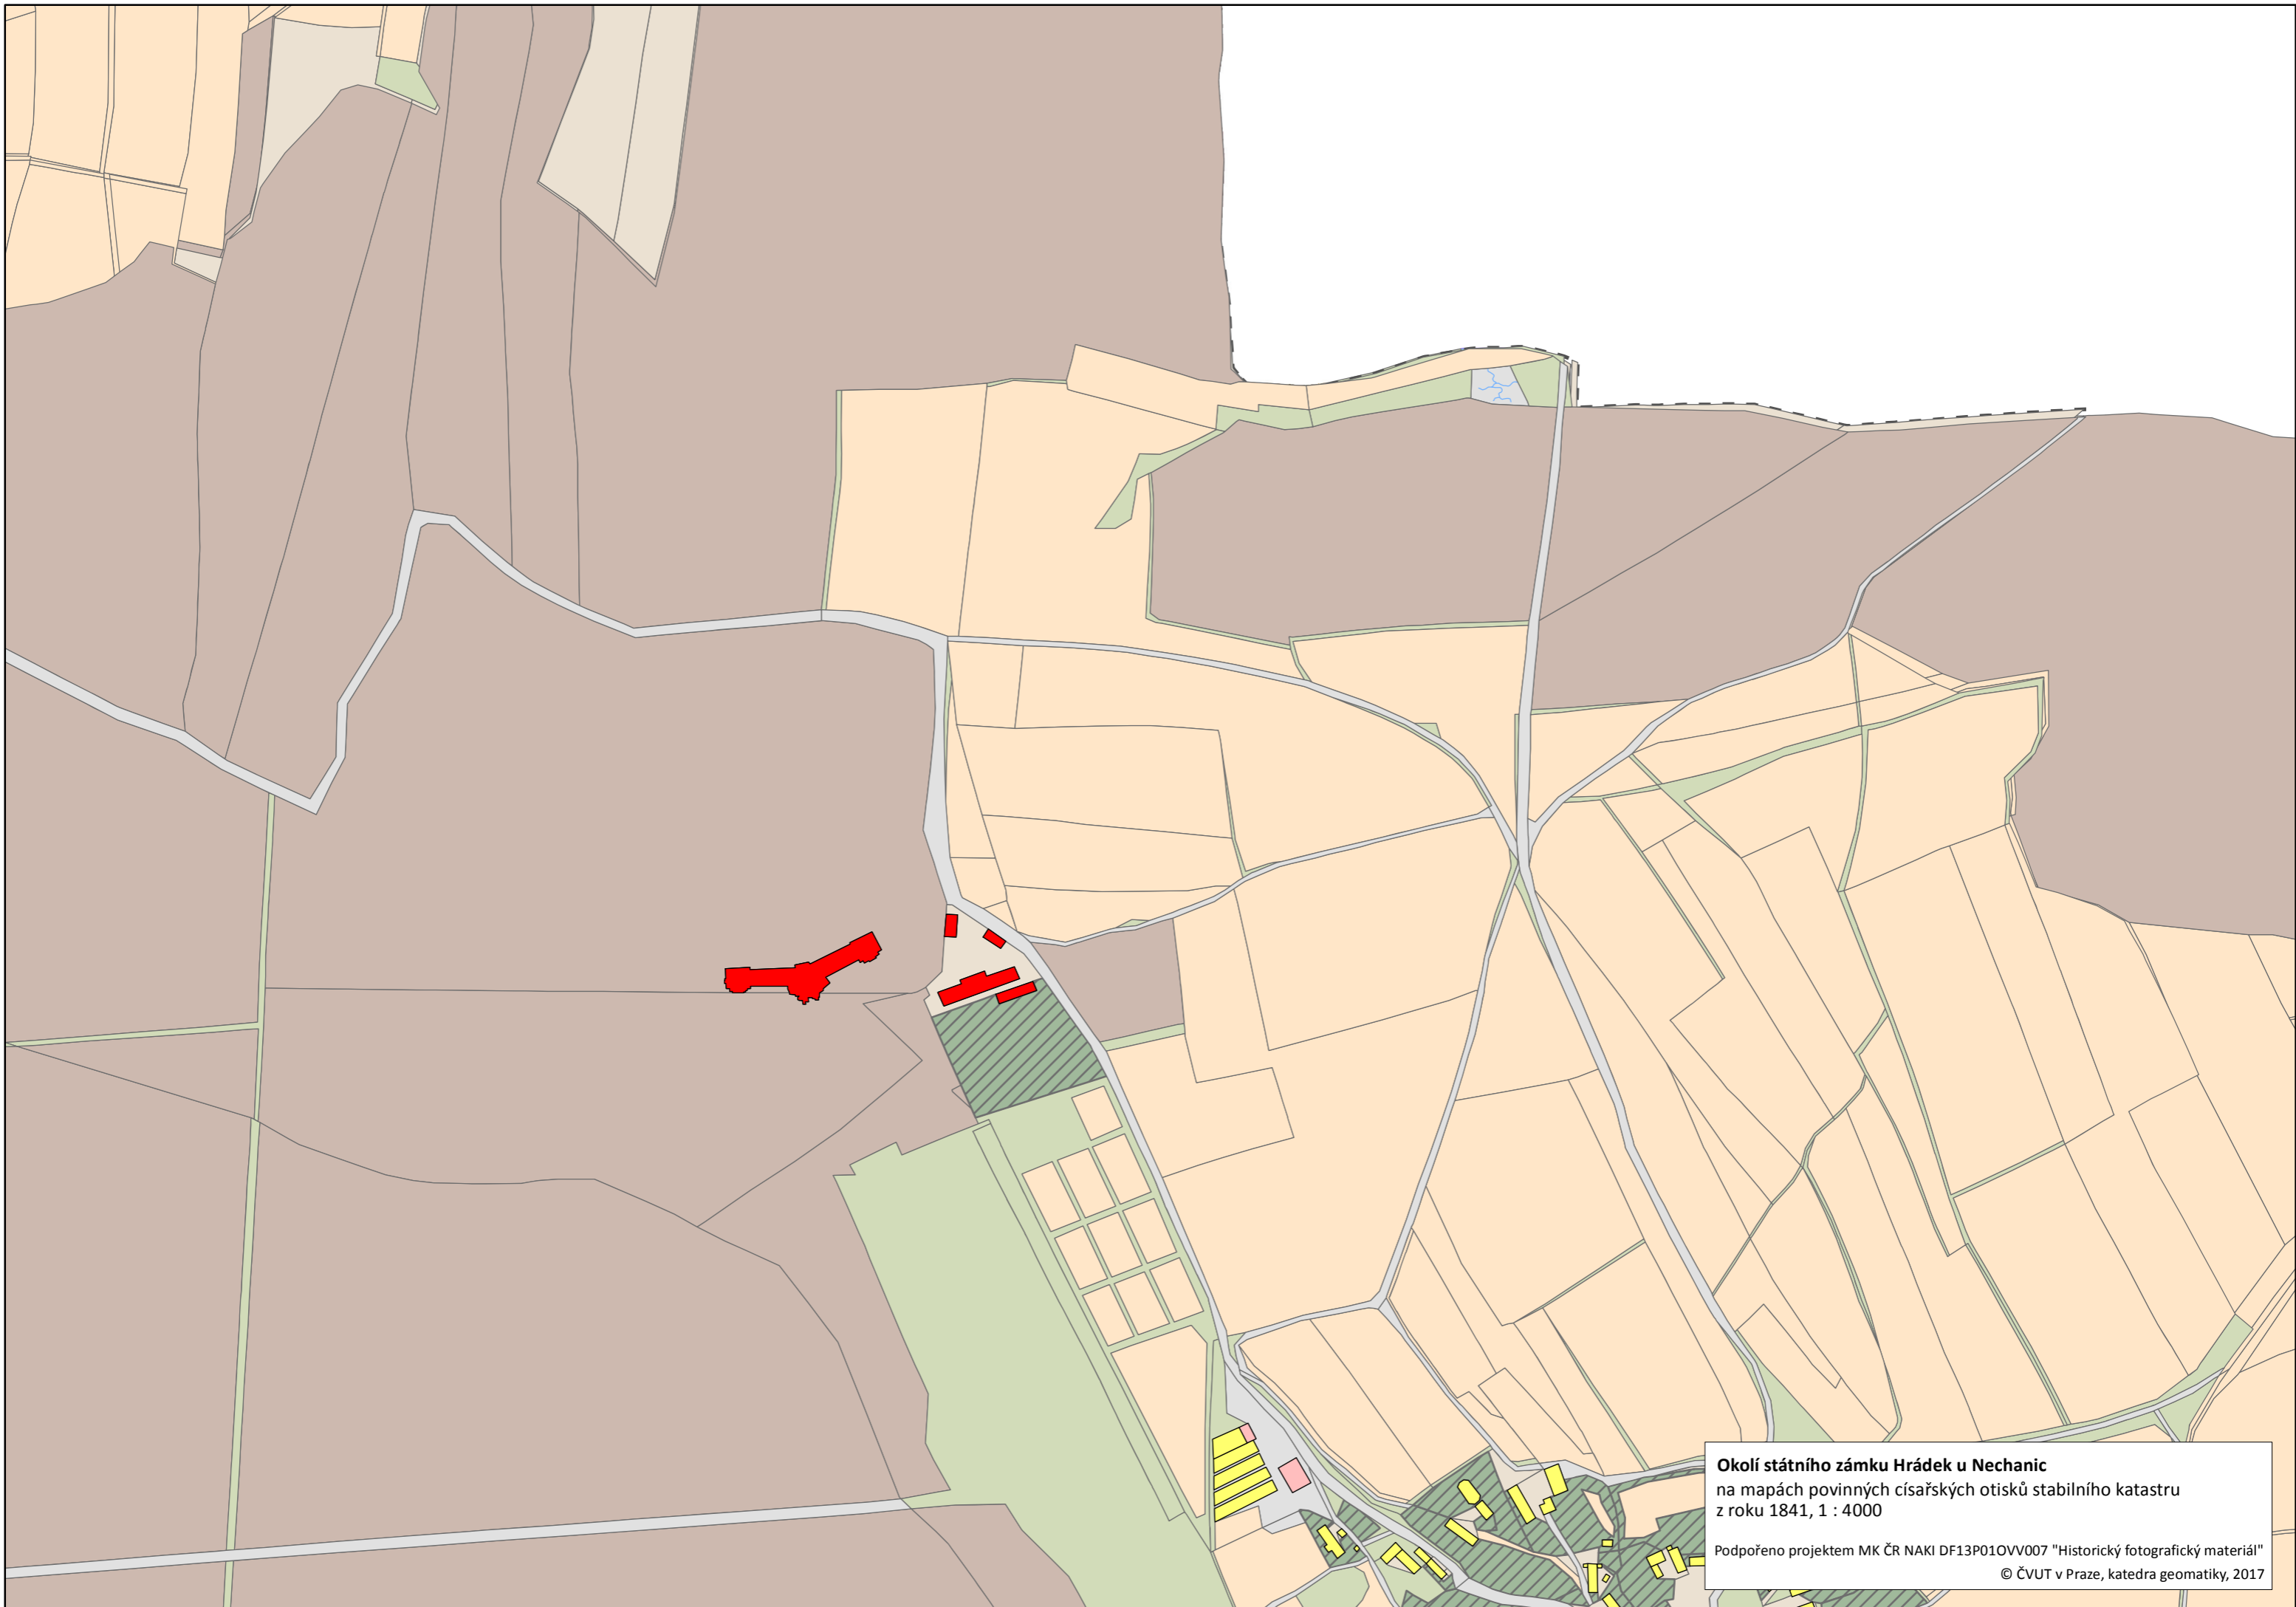 Okolí státního zámku Hrádek u Nechanic
na mapách povinných císařských otisků stabilního katastru
z roku 1841, 1 : 4000
Podpořeno projektem MK ČR NAKI DF13P01OVV007 "Historický fotografický materiál"
© ČVUT v Praze, katedra geomatiky, 2017